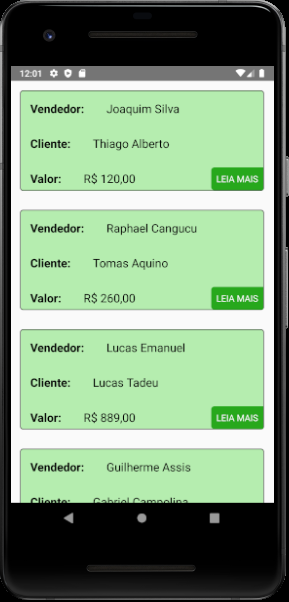 12:01
Vendedor: Joaquim Silva
Cliente: Thiago Alberto
Valor: R$ 120,00 LEIA MAIS
Vendedor: Raphael Cangucu
Cliente: Tomas Aquino
Valor: R$ 260,00 LEIA MAIS
Vendedor: Lucas Emanuel
Cliente: Lucas Tadeu
Valor: R$ 889,00 LEIA MAIS
Vendedor: Guilherme Assis
Cliente: Gabriel Campolina